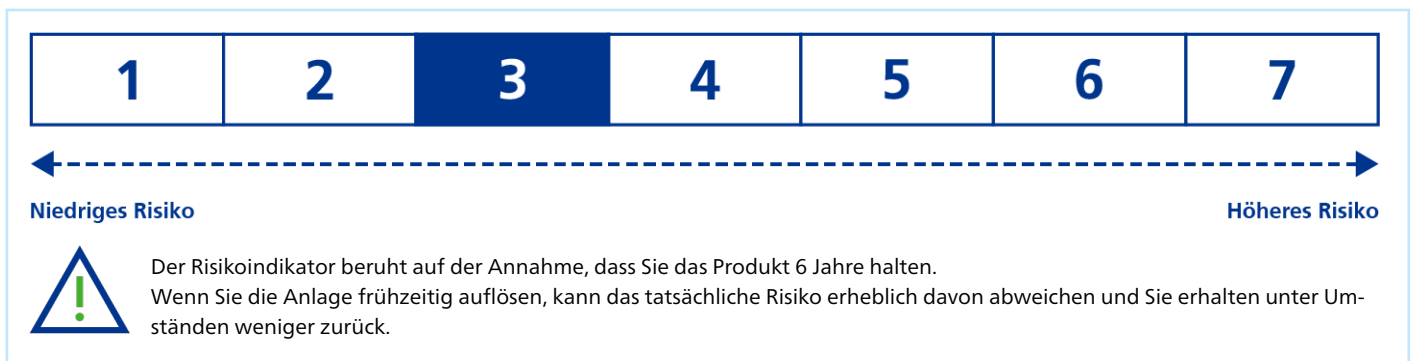 1 2 3 4 5 6 7
Niedriges Risiko Höheres Risiko
Der Risikoindikator beruht auf der Annahme, dass Sie das Produkt 6 Jahre halten.
Wenn Sie die Anlage frühzeitig auflösen, kann das tatsächliche Risiko erheblich davon abweichen und Sie erhalten unter Um-
ständen weniger zurück.